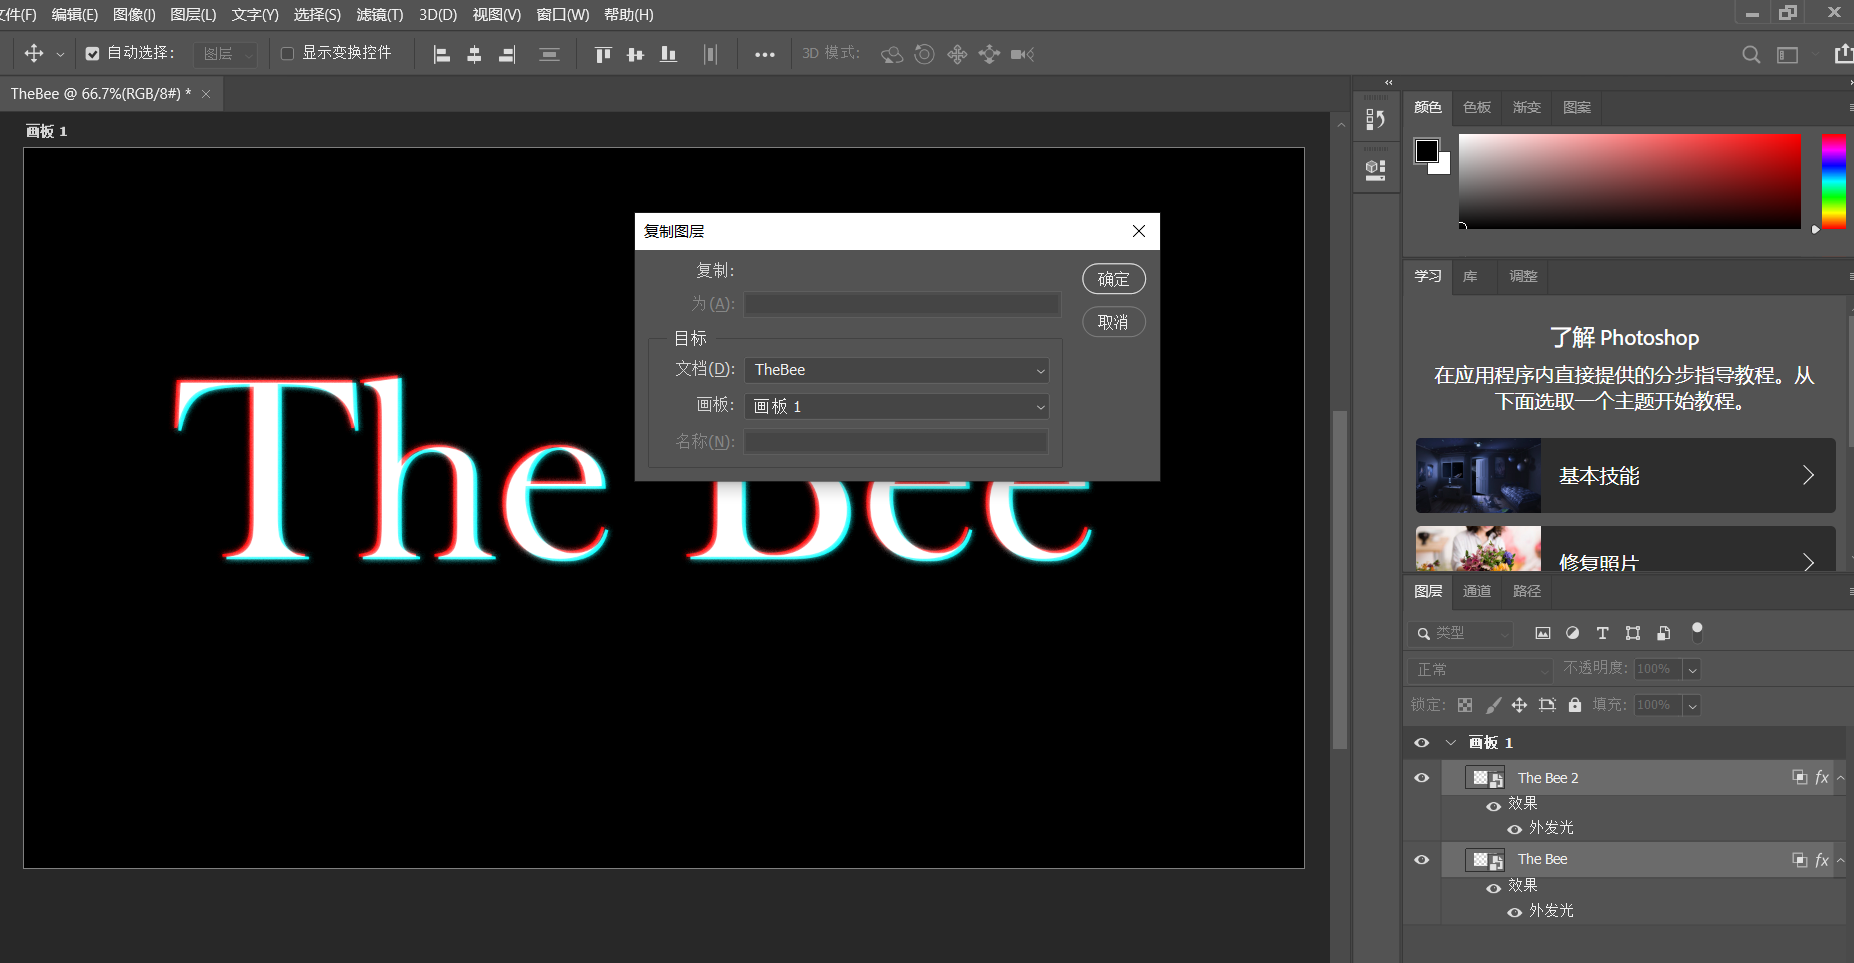 文件(F) 编辑(E) 图像(I) 图层(L) 文字(Y) 选择(S) 滤镜(T) 3D(D) 视图(V) 窗口(W) 帮助(H)
自动选择: 图层 显示变换控件 3D 模式:
TheBee @ 66.7%(RGB/8#) *
画板 1
The Bee
复制图层
复制:
为(A):
确定
取消
目标
文档(D): TheBee
画板: 画板 1
名称(N):
颜色 色板 渐变 图案
学习 库 调整
了解 Photoshop
在应用程序内直接提供的分步指导教程。从
下面选取一个主题开始教程。
基本技能
修复照片
图层 通道 路径
类型
正常 不透明度: 100%
锁定: 填充: 100%
画板 1
The Bee 2 fx
效果
外发光
The Bee fx
效果
外发光